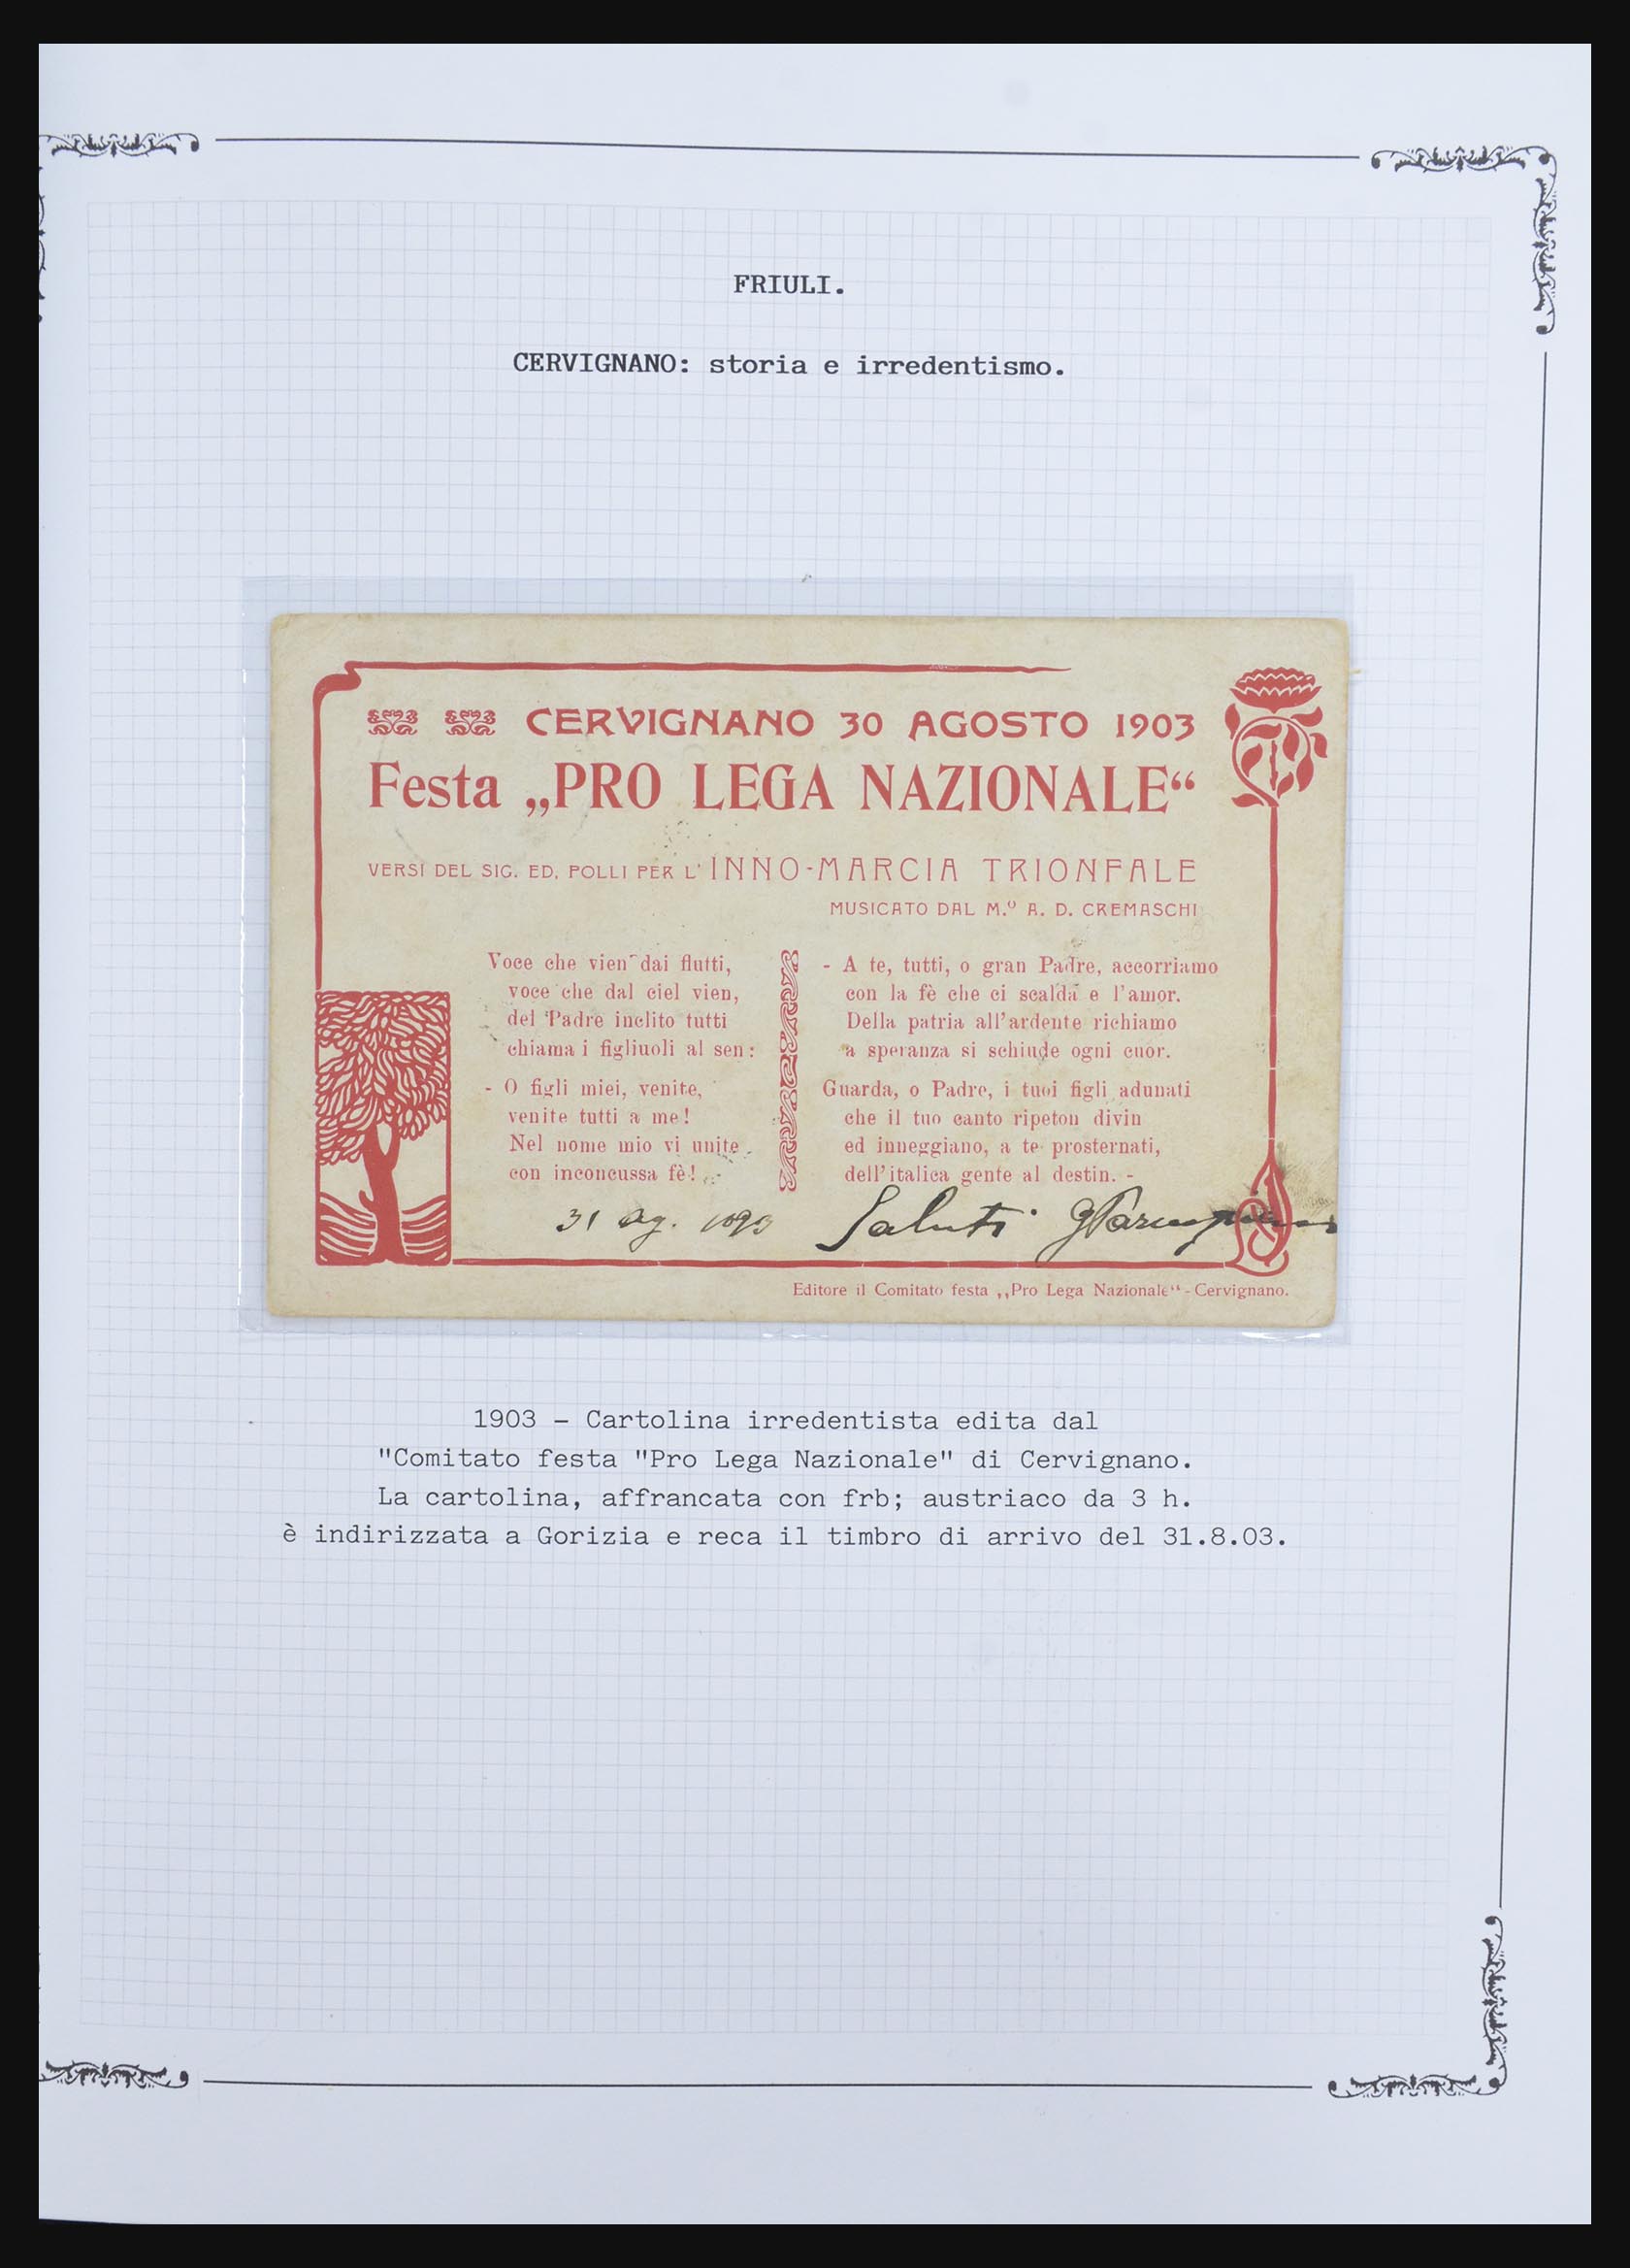 FRIULI.
CERVIGNANO: storia e irredentismo.
CERVIGNANO 30 AGOSTO 1903
Festa „PRO LEGA NAZIONALE“
VERSI DEL SIG. ED. POLLI PER L' INNO-MARCIA TRIONFALE
MUSICATO DAL M.º A. D. CREMASCHI
Voce che vien dai flutti,
voce che dal ciel vien,
del Padre inclito tutti
chiama i figliuoli al sen:
- O figli miei, venite,
venite tutti a me!
Nel nome mio vi unite
con inconcussa fè!
- A te, tutti, o gran Padre, accorriamo
con la fè che ci scalda e l'amor.
Della patria all'ardente richiamo
a speranza si schiude ogni cuor.
Guarda, o Padre, i tuoi figli adunati
che il tuo canto ripeton divin
ed inneggiano, a te prosternati,
dell'italica gente al destin. -
31 ag. Saluti
Editore il Comitato festa „Pro Lega Nazionale“ - Cervignano.
1903 – Cartolina irredentista edita dal
"Comitato festa "Pro Lega Nazionale" di Cervignano.
La cartolina, affrancata con frb; austriaco da 3 h.
è indirizzata a Gorizia e reca il timbro di arrivo del 31.8.03.